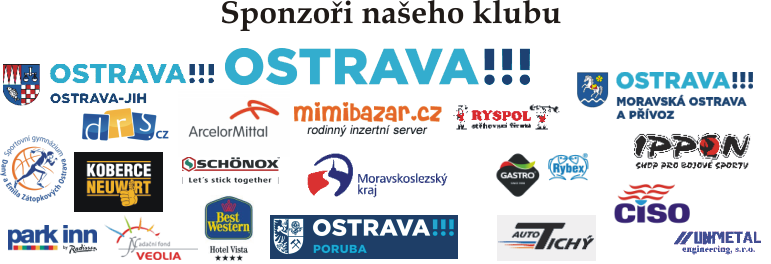 Sponzoři našeho klubu
OSTRAVA!!!
OSTRAVA-JIH
OSTRAVA!!!
OSTRAVA!!!
MORAVSKÁ OSTRAVA
A PŘÍVOZ
drs.cz
ArcelorMittal
mimibazar.cz
rodinný inzertní server
RYSPOL
stěhovací firma
Sportovní gymnázium
Dany a Emila Zátopkových Ostrava
KOBERCE
NEUWIRT
SCHÖNOX
Let's stick together
Moravskoslezský
kraj
GASTRO
Rybex
IPPON
SHOP PRO BOJOVÉ SPORTY
park inn
by Radisson
Nadační fond
VEOLIA
Best
Western
Hotel Vista
OSTRAVA!!!
PORUBA
AUTO
TICHÝ
CÍSO
UNIMETAL
engineering, s.r.o.